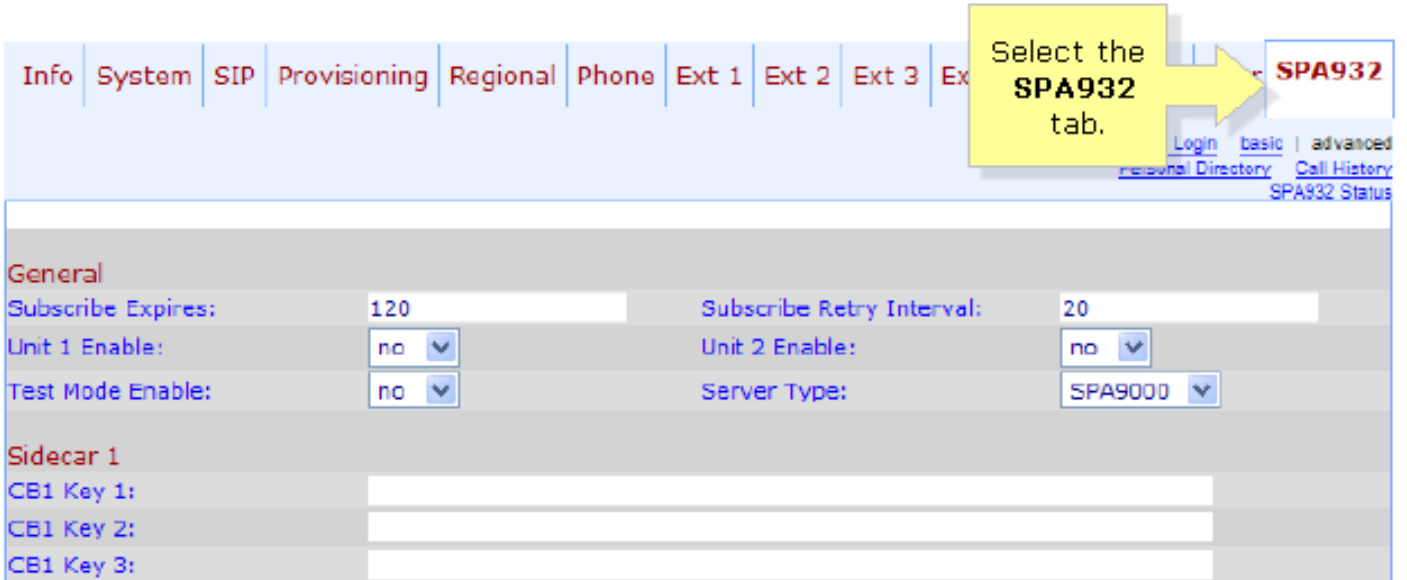 Info System SIP Provisioning Regional Phone Ext 1 Ext 2 Ext 3 SPA932
Select the
SPA932
tab.
Login basic | advanced
Personal Directory Call History
SPA932 Status
General
Subscribe Expires: 120 Subscribe Retry Interval: 20
Unit 1 Enable: no Unit 2 Enable: no
Test Mode Enable: no Server Type: SPA9000
Sidecar 1
CB1 Key 1:
CB1 Key 2:
CB1 Key 3: